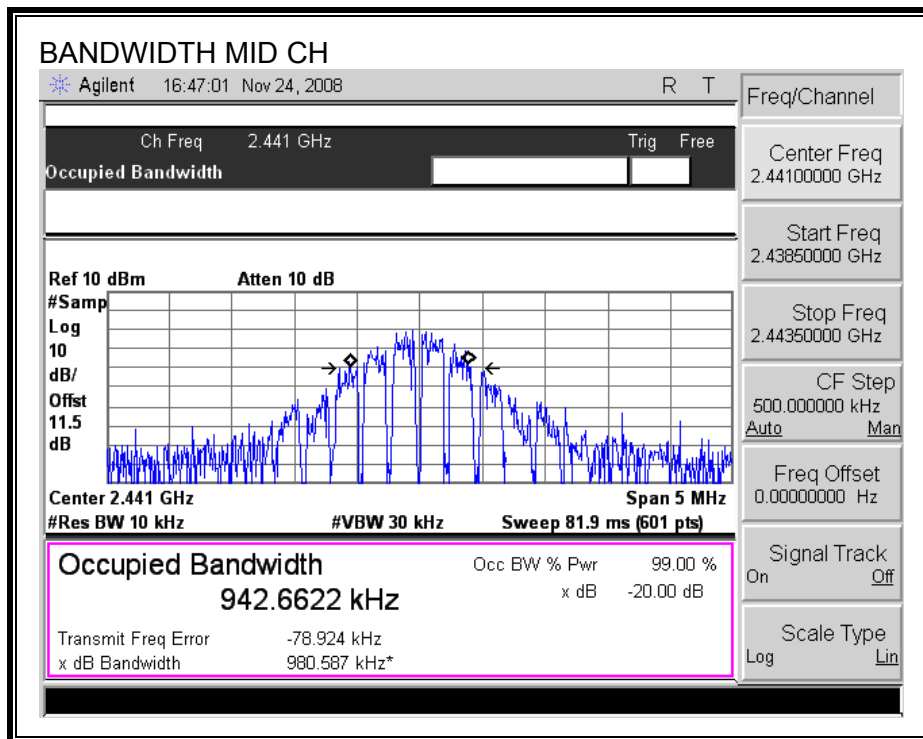 BANDWIDTH MID CH
Agilent 16:47:01 Nov 24, 2008 R T
Freq/Channel
Ch Freq 2.441 GHz Trig Free
Occupied Bandwidth
Center Freq
2.44100000 GHz
Start Freq
2.43850000 GHz
Stop Freq
2.44350000 GHz
CF Step
500.000000 kHz
Auto Man
Freq Offset
0.00000000 Hz
Signal Track
On Off
Scale Type
Log Lin
Ref 10 dBm Atten 10 dB
#Samp
Log
10
dB/
Offst
11.5
dB
Center 2.441 GHz Span 5 MHz
#Res BW 10 kHz #VBW 30 kHz Sweep 81.9 ms (601 pts)
Occupied Bandwidth Occ BW % Pwr 99.00 %
942.6622 kHz x dB -20.00 dB
Transmit Freq Error -78.924 kHz
x dB Bandwidth 980.587 kHz*